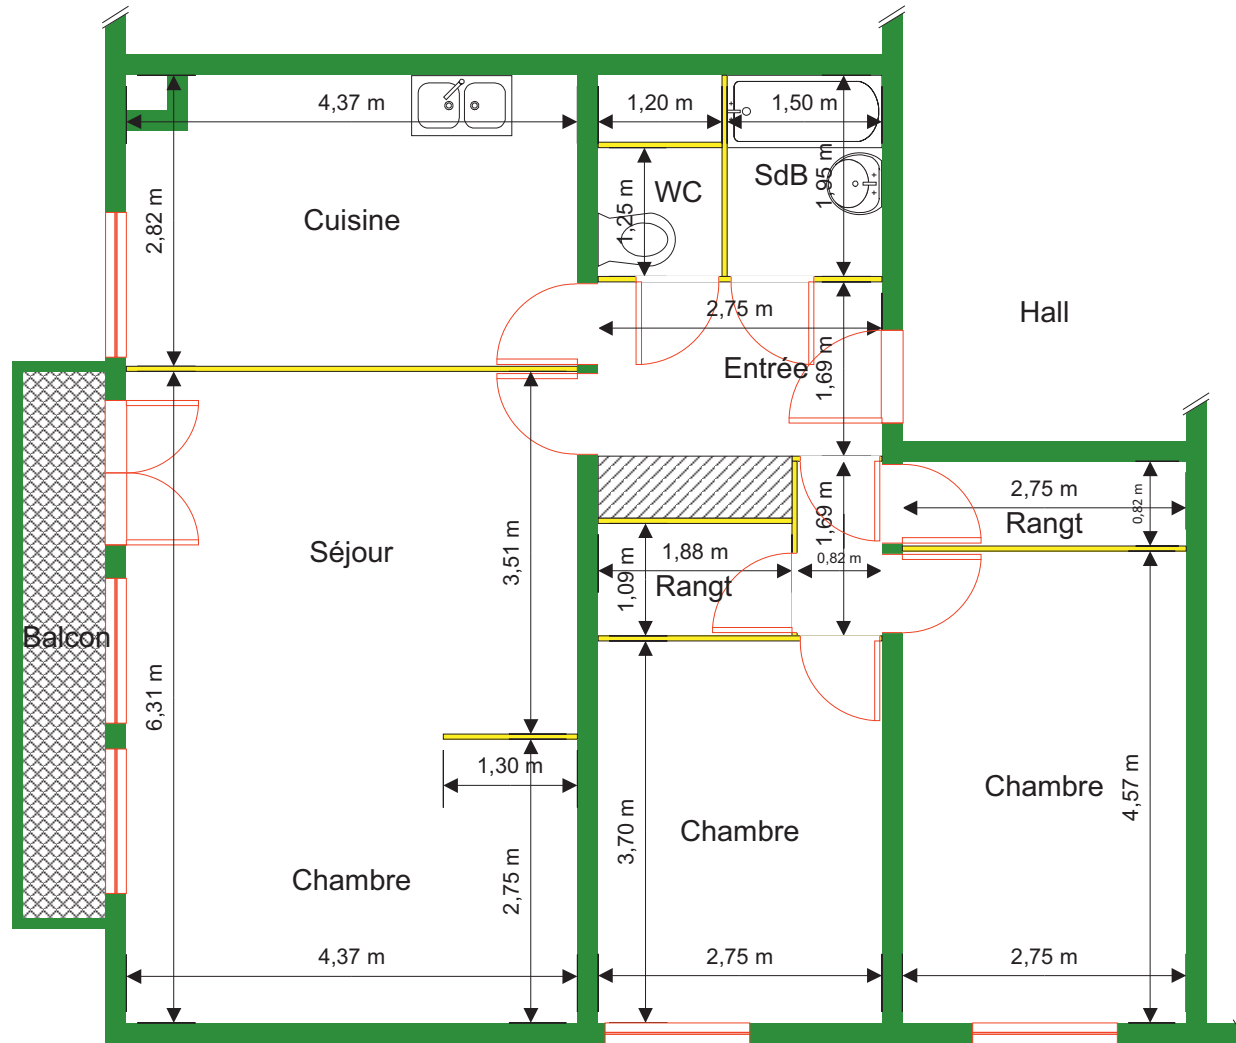 4,37 m
1,20 m
1,50 m
2,82 m
Cuisine
1,25 m
WC
SdB
1,95 m
2,75 m
Entrée
1,69 m
Hall
Balcon
6,31 m
Séjour
3,51 m
1,88 m
Rangt
1,09 m
1,69 m
0,82 m
2,75 m
Rangt
0,82 m
1,30 m
Chambre
2,75 m
4,37 m
3,70 m
Chambre
2,75 m
Chambre
4,57 m
2,75 m